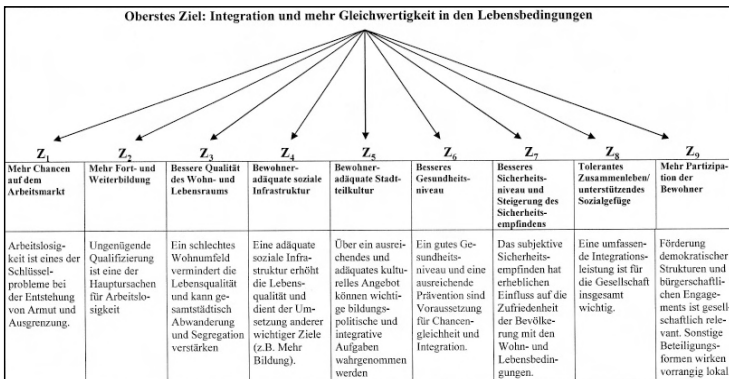 Oberstes Ziel: Integration und mehr Gleichwertigkeit in den Lebensbedingungen
Z1
Mehr Chancen
auf dem
Arbeitsmarkt
Arbeitslosig-
keit ist eines der
Schlüssel-
probleme bei
der Entstehung
von Armut und
Ausgrenzung.
Z2
Mehr Fort- und
Weiterbildung
Ungenügende
Qualifizierung
ist eine der
Hauptursachen
für Arbeitslo-
sigkeit
Z3
Bessere Qualität
des Wohn- und
Lebensraums
Ein schlechtes
Wohnumfeld
vermindert die
Lebensqualität
und kann ge-
samtstädtisch
Abwanderung
und Segregation
verstärken
Z4
Bewohner-
adäquate soziale
Infrastruktur
Eine adäquate
soziale Infra-
struktur erhöht
die Lebens-
qualität und
dient der Um-
setzung anderer
wichtiger Ziele
(z.B. Mehr
Bildung).
Z5
Bewohner-
adäquate Stadt-
teilkultur
Über ein ausrei-
chendes und
adäquates kultu-
relles Angebot
können wichti-
ge bildungs-
politische und
integrative
Aufgaben
wahrgenommen
werden
Z6
Besseres
Gesundheits-
niveau
Ein gutes Ge-
sundheits-
niveau und eine
ausreichende
Prävention sind
Voraussetzung
für Chancen-
gleichheit und
Integration.
Z7
Besseres
Sicherheits-
niveau und
Steigerung des
Sicherheits-
empfindens
Das subjektive
Sicherheits-
empfinden hat
erheblichen
Einfluss auf die
Zufriedenheit
der Bevölke-
rung mit den
Wohn- und
Lebensbedin-
gungen.
Z8
Tolerantes
Zusammenleben/
unterstützendes
Sozialgefüge
Eine umfassen-
de Integrations-
leistung ist für
die Gesellschaft
insgesamt
wichtig.
Z9
Mehr Partizipa-
tion der
Bewohner
Förderung
demokratischer
Strukturen und
bürgerschaftli-
chen Engage-
ments ist gesell-
schaftlich rele-
vant. Sonstige
Beteiligungs-
formen wirken
vorrangig lokal